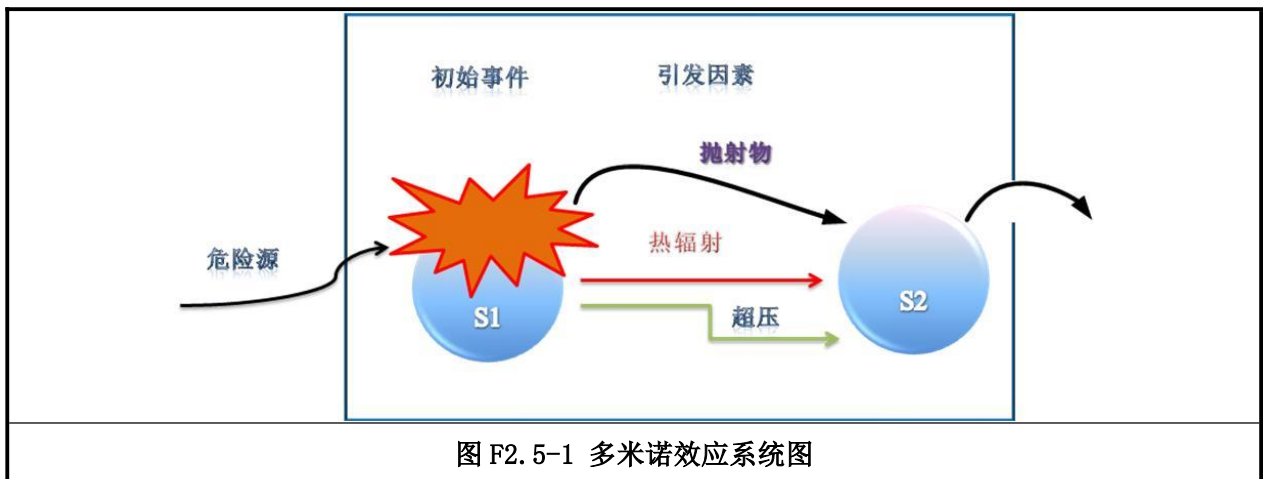 初始事件
引发因素
抛射物
热辐射
危险源
超压
S1
S2
图 F2.5-1 多米诺效应系统图